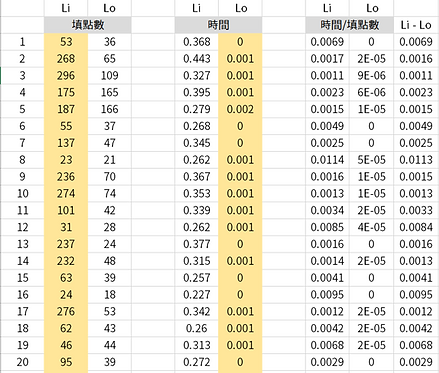 Li Lo Li Lo Li Lo
填點數 時間 時間/填點數 Li - Lo
1 53 36 0.368 0 0.0069 0 0.0069
2 268 65 0.443 0.001 0.0017 2E-05 0.0016
3 296 109 0.327 0.001 0.0011 9E-06 0.0011
4 175 165 0.395 0.001 0.0023 6E-06 0.0023
5 187 166 0.279 0.002 0.0015 1E-05 0.0015
6 55 37 0.268 0 0.0049 0 0.0049
7 137 47 0.345 0 0.0025 0 0.0025
8 23 21 0.262 0.001 0.0114 5E-05 0.0113
9 236 70 0.367 0.001 0.0016 1E-05 0.0015
10 274 74 0.353 0.001 0.0013 1E-05 0.0013
11 101 42 0.339 0.001 0.0034 2E-05 0.0033
12 31 28 0.262 0.001 0.0085 4E-05 0.0084
13 237 24 0.377 0 0.0016 0 0.0016
14 232 48 0.315 0.001 0.0014 2E-05 0.0013
15 63 39 0.257 0 0.0041 0 0.0041
16 24 18 0.227 0 0.0095 0 0.0095
17 276 53 0.342 0.001 0.0012 2E-05 0.0012
18 62 43 0.26 0.001 0.0042 2E-05 0.0042
19 46 44 0.313 0.001 0.0068 2E-05 0.0068
20 95 39 0.272 0 0.0029 0 0.0029